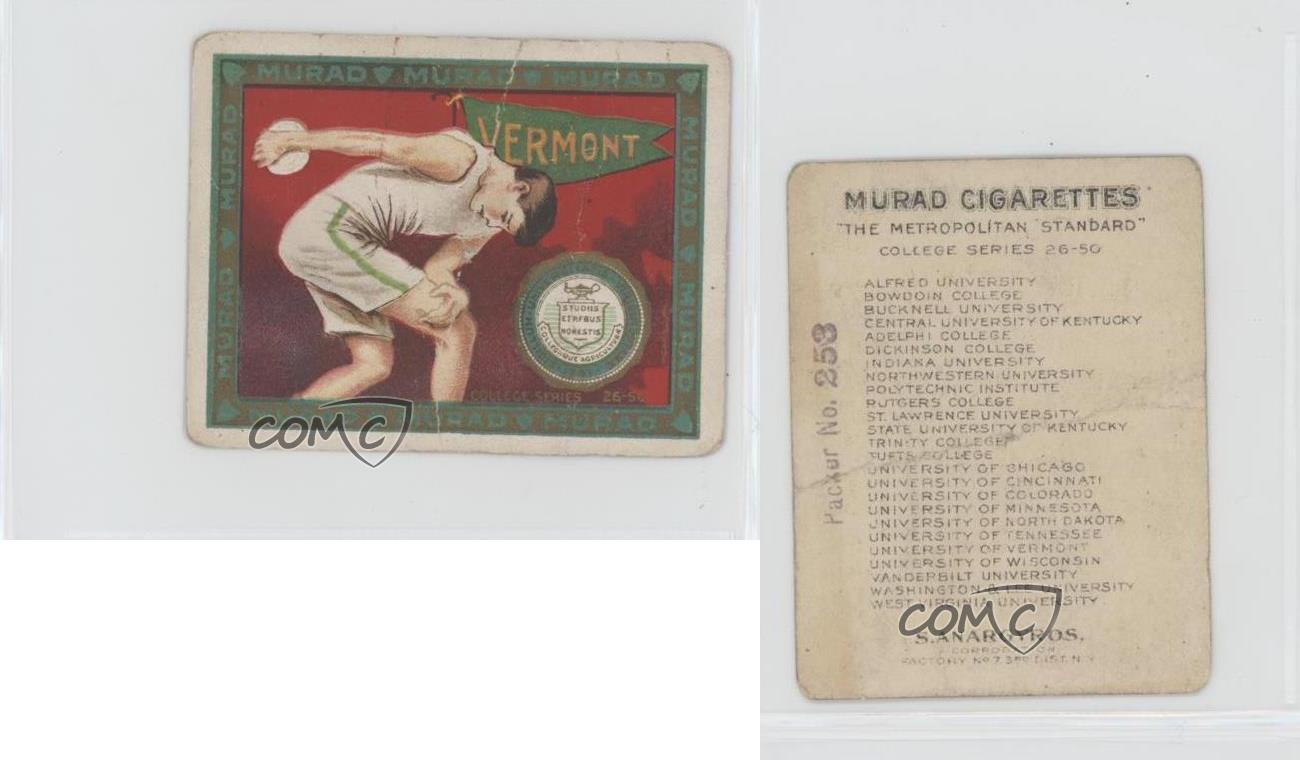 MURAD MURAD MURAD
MURAD
MURAD
MURAD
MURAD
VERMONT
STUDIIS
ET REBUS
HONESTIS
COLLEGIQUE AGRICULTURÆ
COLLEGE SERIES 26-50
MURAD MURAD
COMC
MURAD CIGARETTES
"THE METROPOLITAN STANDARD"
COLLEGE SERIES 26-50
ALFRED UNIVERSITY
BOWDOIN COLLEGE
BUCKNELL UNIVERSITY
CENTRAL UNIVERSITY OF KENTUCKY
ADELPHI COLLEGE
DICKINSON COLLEGE
INDIANA UNIVERSITY
NORTHWESTERN UNIVERSITY
POLYTECHNIC INSTITUTE
RUTGERS COLLEGE
ST. LAWRENCE UNIVERSITY
STATE UNIVERSITY OF KENTUCKY
TRINITY COLLEGE
TUFTS COLLEGE
UNIVERSITY OF CHICAGO
UNIVERSITY OF CINCINNATI
UNIVERSITY OF COLORADO
UNIVERSITY OF MINNESOTA
UNIVERSITY OF NORTH DAKOTA
UNIVERSITY OF TENNESSEE
UNIVERSITY OF VERMONT
UNIVERSITY OF WISCONSIN
VANDERBILT UNIVERSITY
WASHINGTON & LEE UNIVERSITY
WEST VIRGINIA UNIVERSITY
COMC
S. ANARGYROS.
CORPORATION
FACTORY Nº 7. 3RD DIST. N.Y.
Packer No. 253